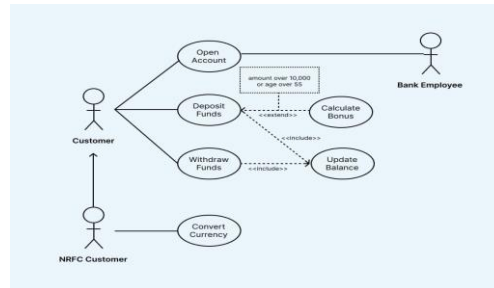 Open
Account
Bank Employee
amount over 10,000
or age over 55
Deposit
Funds
Calculate
Bonus
<<extend>>
Customer
<<include>>
Withdraw
Funds
<<include>>
Update
Balance
Convert
Currency
NRFC Customer